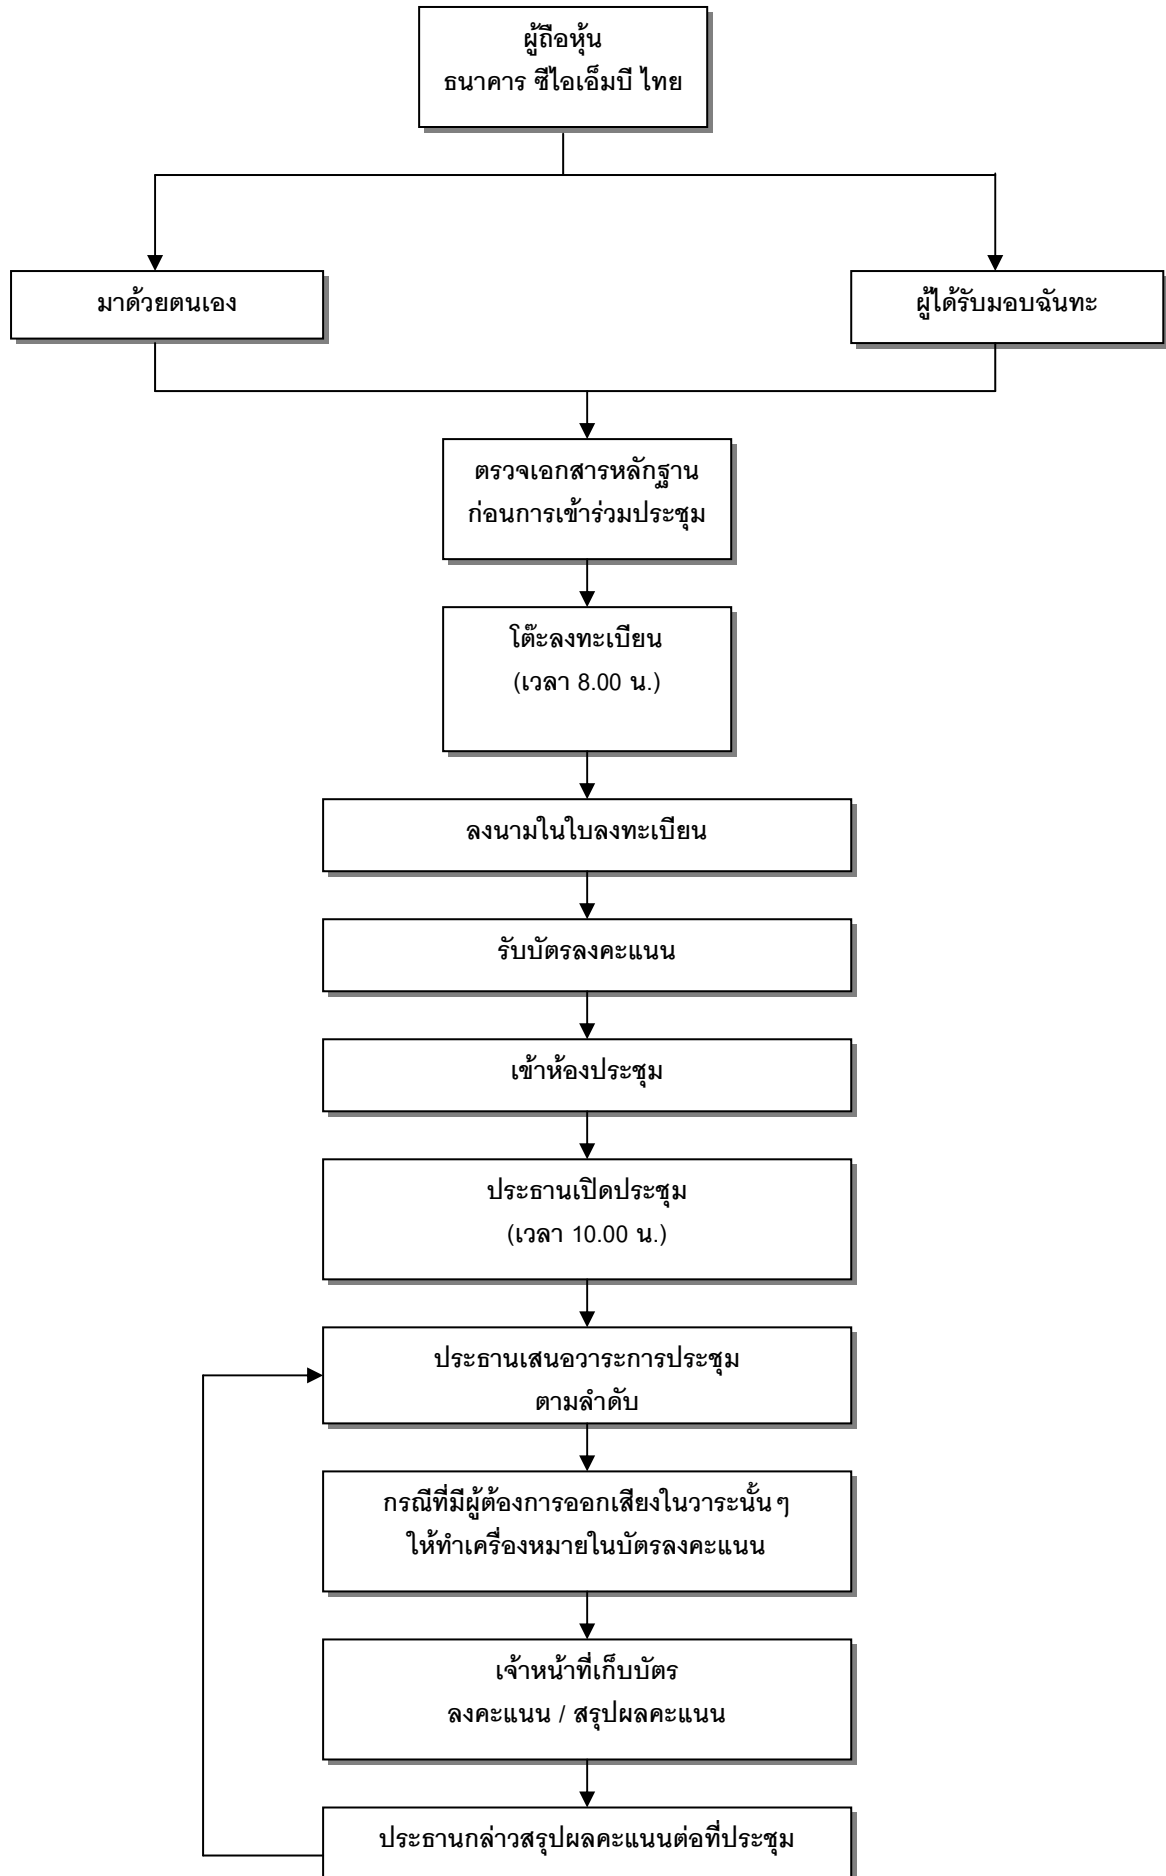 ผู้ถือหุ้น
ธนาคาร ซีไอเอ็มบี ไทย
มาด้วยตนเอง
ผู้ได้รับมอบฉันทะ
ตรวจเอกสารหลักฐาน
ก่อนการเข้าร่วมประชุม
โต๊ะลงทะเบียน
(เวลา 8.00 น.)
ลงนามในใบลงทะเบียน
รับบัตรลงคะแนน
เข้าห้องประชุม
ประธานเปิดประชุม
(เวลา 10.00 น.)
ประธานเสนอวาระการประชุม
ตามลำดับ
กรณีที่มีผู้ต้องการออกเสียงในวาระนั้น ๆ
ให้ทำเครื่องหมายในบัตรลงคะแนน
เจ้าหน้าที่เก็บบัตร
ลงคะแนน / สรุปผลคะแนน
ประธานกล่าวสรุปผลคะแนนต่อที่ประชุม